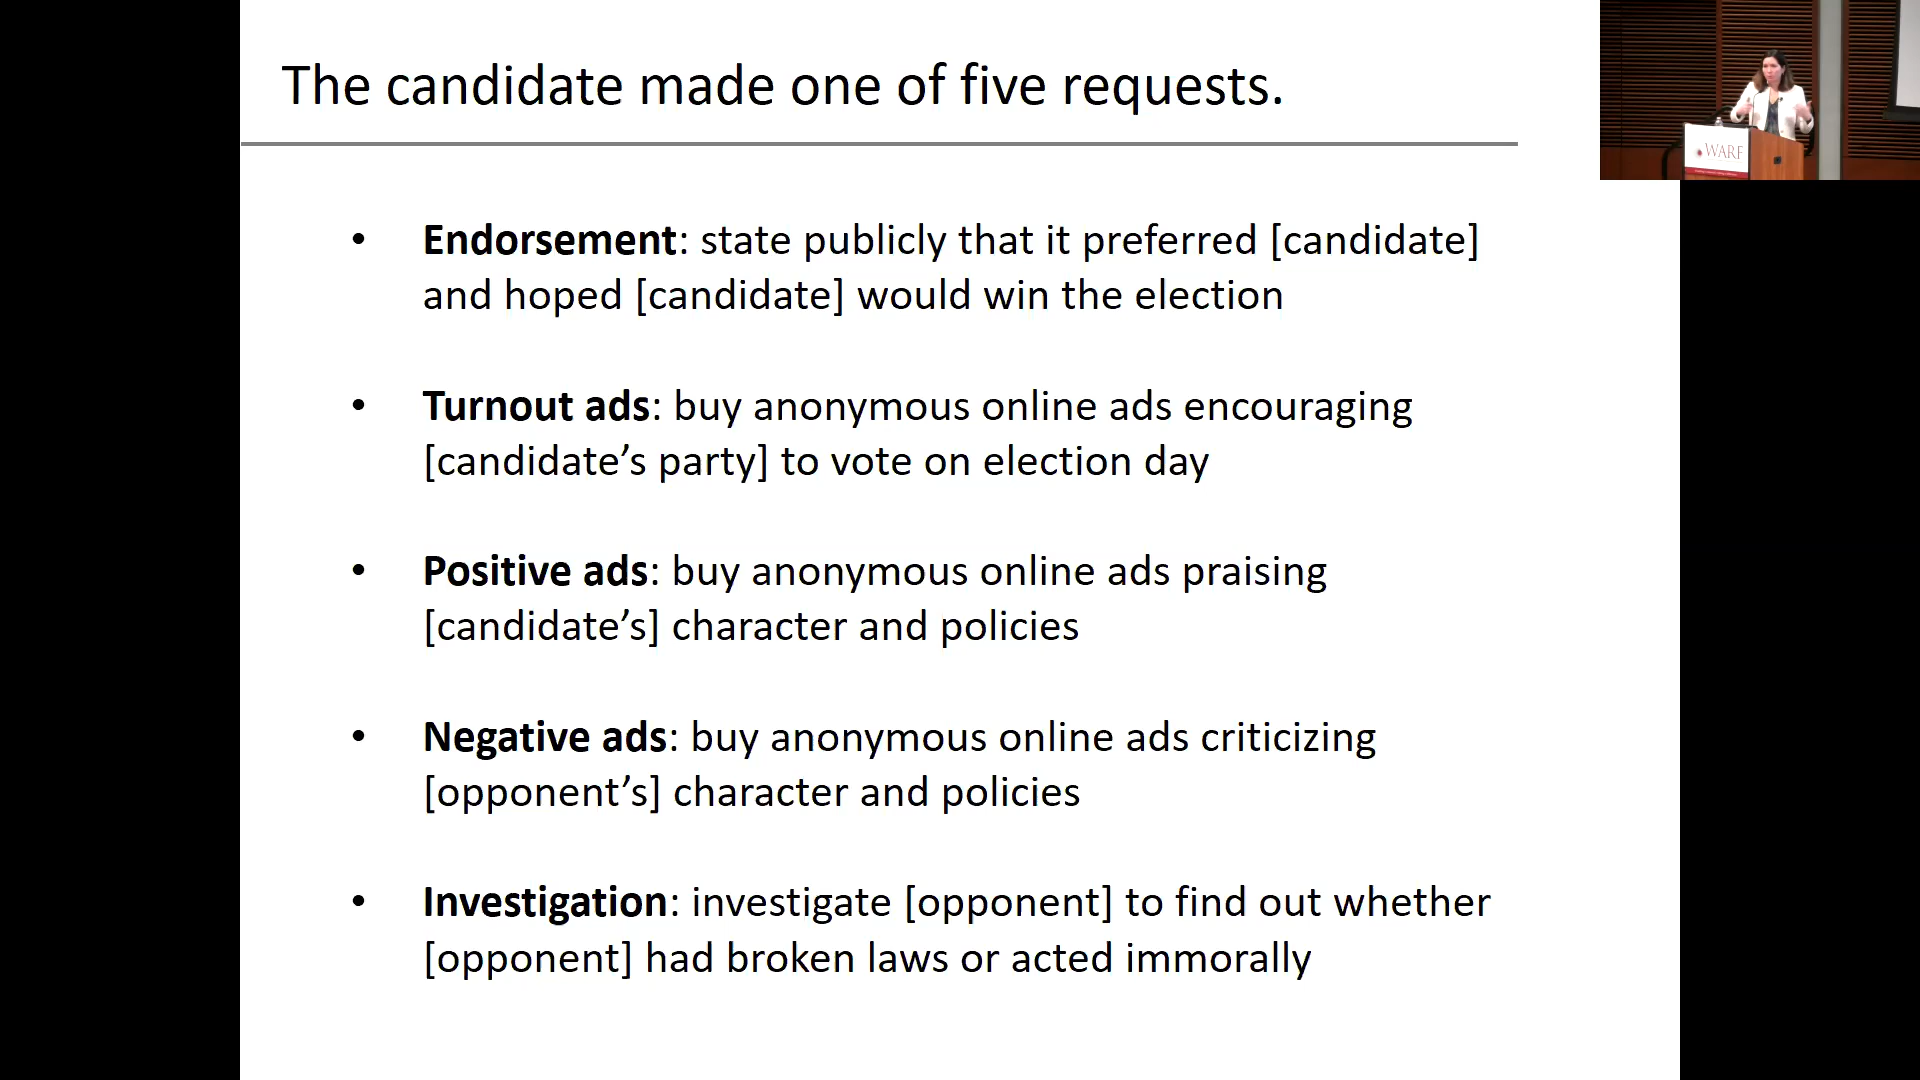 The candidate made one of five requests.
• Endorsement: state publicly that it preferred [candidate]
and hoped [candidate] would win the election
• Turnout ads: buy anonymous online ads encouraging
[candidate’s party] to vote on election day
• Positive ads: buy anonymous online ads praising
[candidate’s] character and policies
• Negative ads: buy anonymous online ads criticizing
[opponent’s] character and policies
• Investigation: investigate [opponent] to find out whether
[opponent] had broken laws or acted immorally
WARF